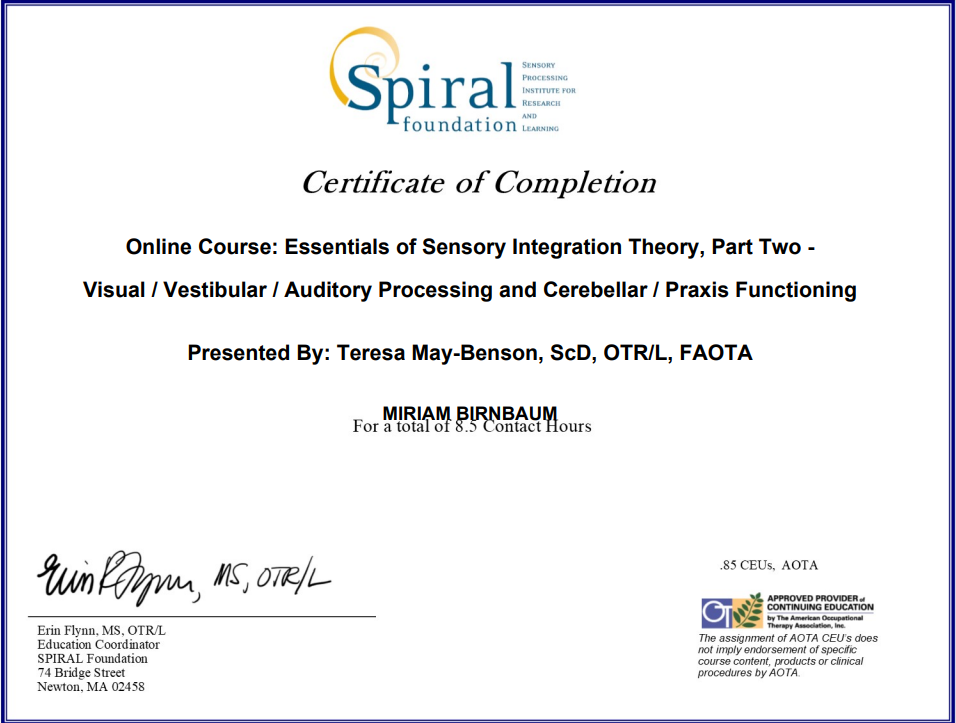 Spiral
foundation
SENSORY
PROCESSING
INSTITUTE FOR
RESEARCH
AND
LEARNING
Certificate of Completion
Online Course: Essentials of Sensory Integration Theory, Part Two -
Visual / Vestibular / Auditory Processing and Cerebellar / Praxis Functioning
Presented By: Teresa May-Benson, ScD, OTR/L, FAOTA
MIRIAM BIRNBAUM
For a total of 8.5 Contact Hours
Erin R Flynn, MS, OTR/L
Erin Flynn, MS, OTR/L
Education Coordinator
SPIRAL Foundation
74 Bridge Street
Newton, MA 02458
.85 CEUs, AOTA
OT
APPROVED PROVIDER of
CONTINUING EDUCATION
by The American Occupational
Therapy Association, Inc.
The assignment of AOTA CEU's does
not imply endorsement of specific
course content, products or clinical
procedures by AOTA.